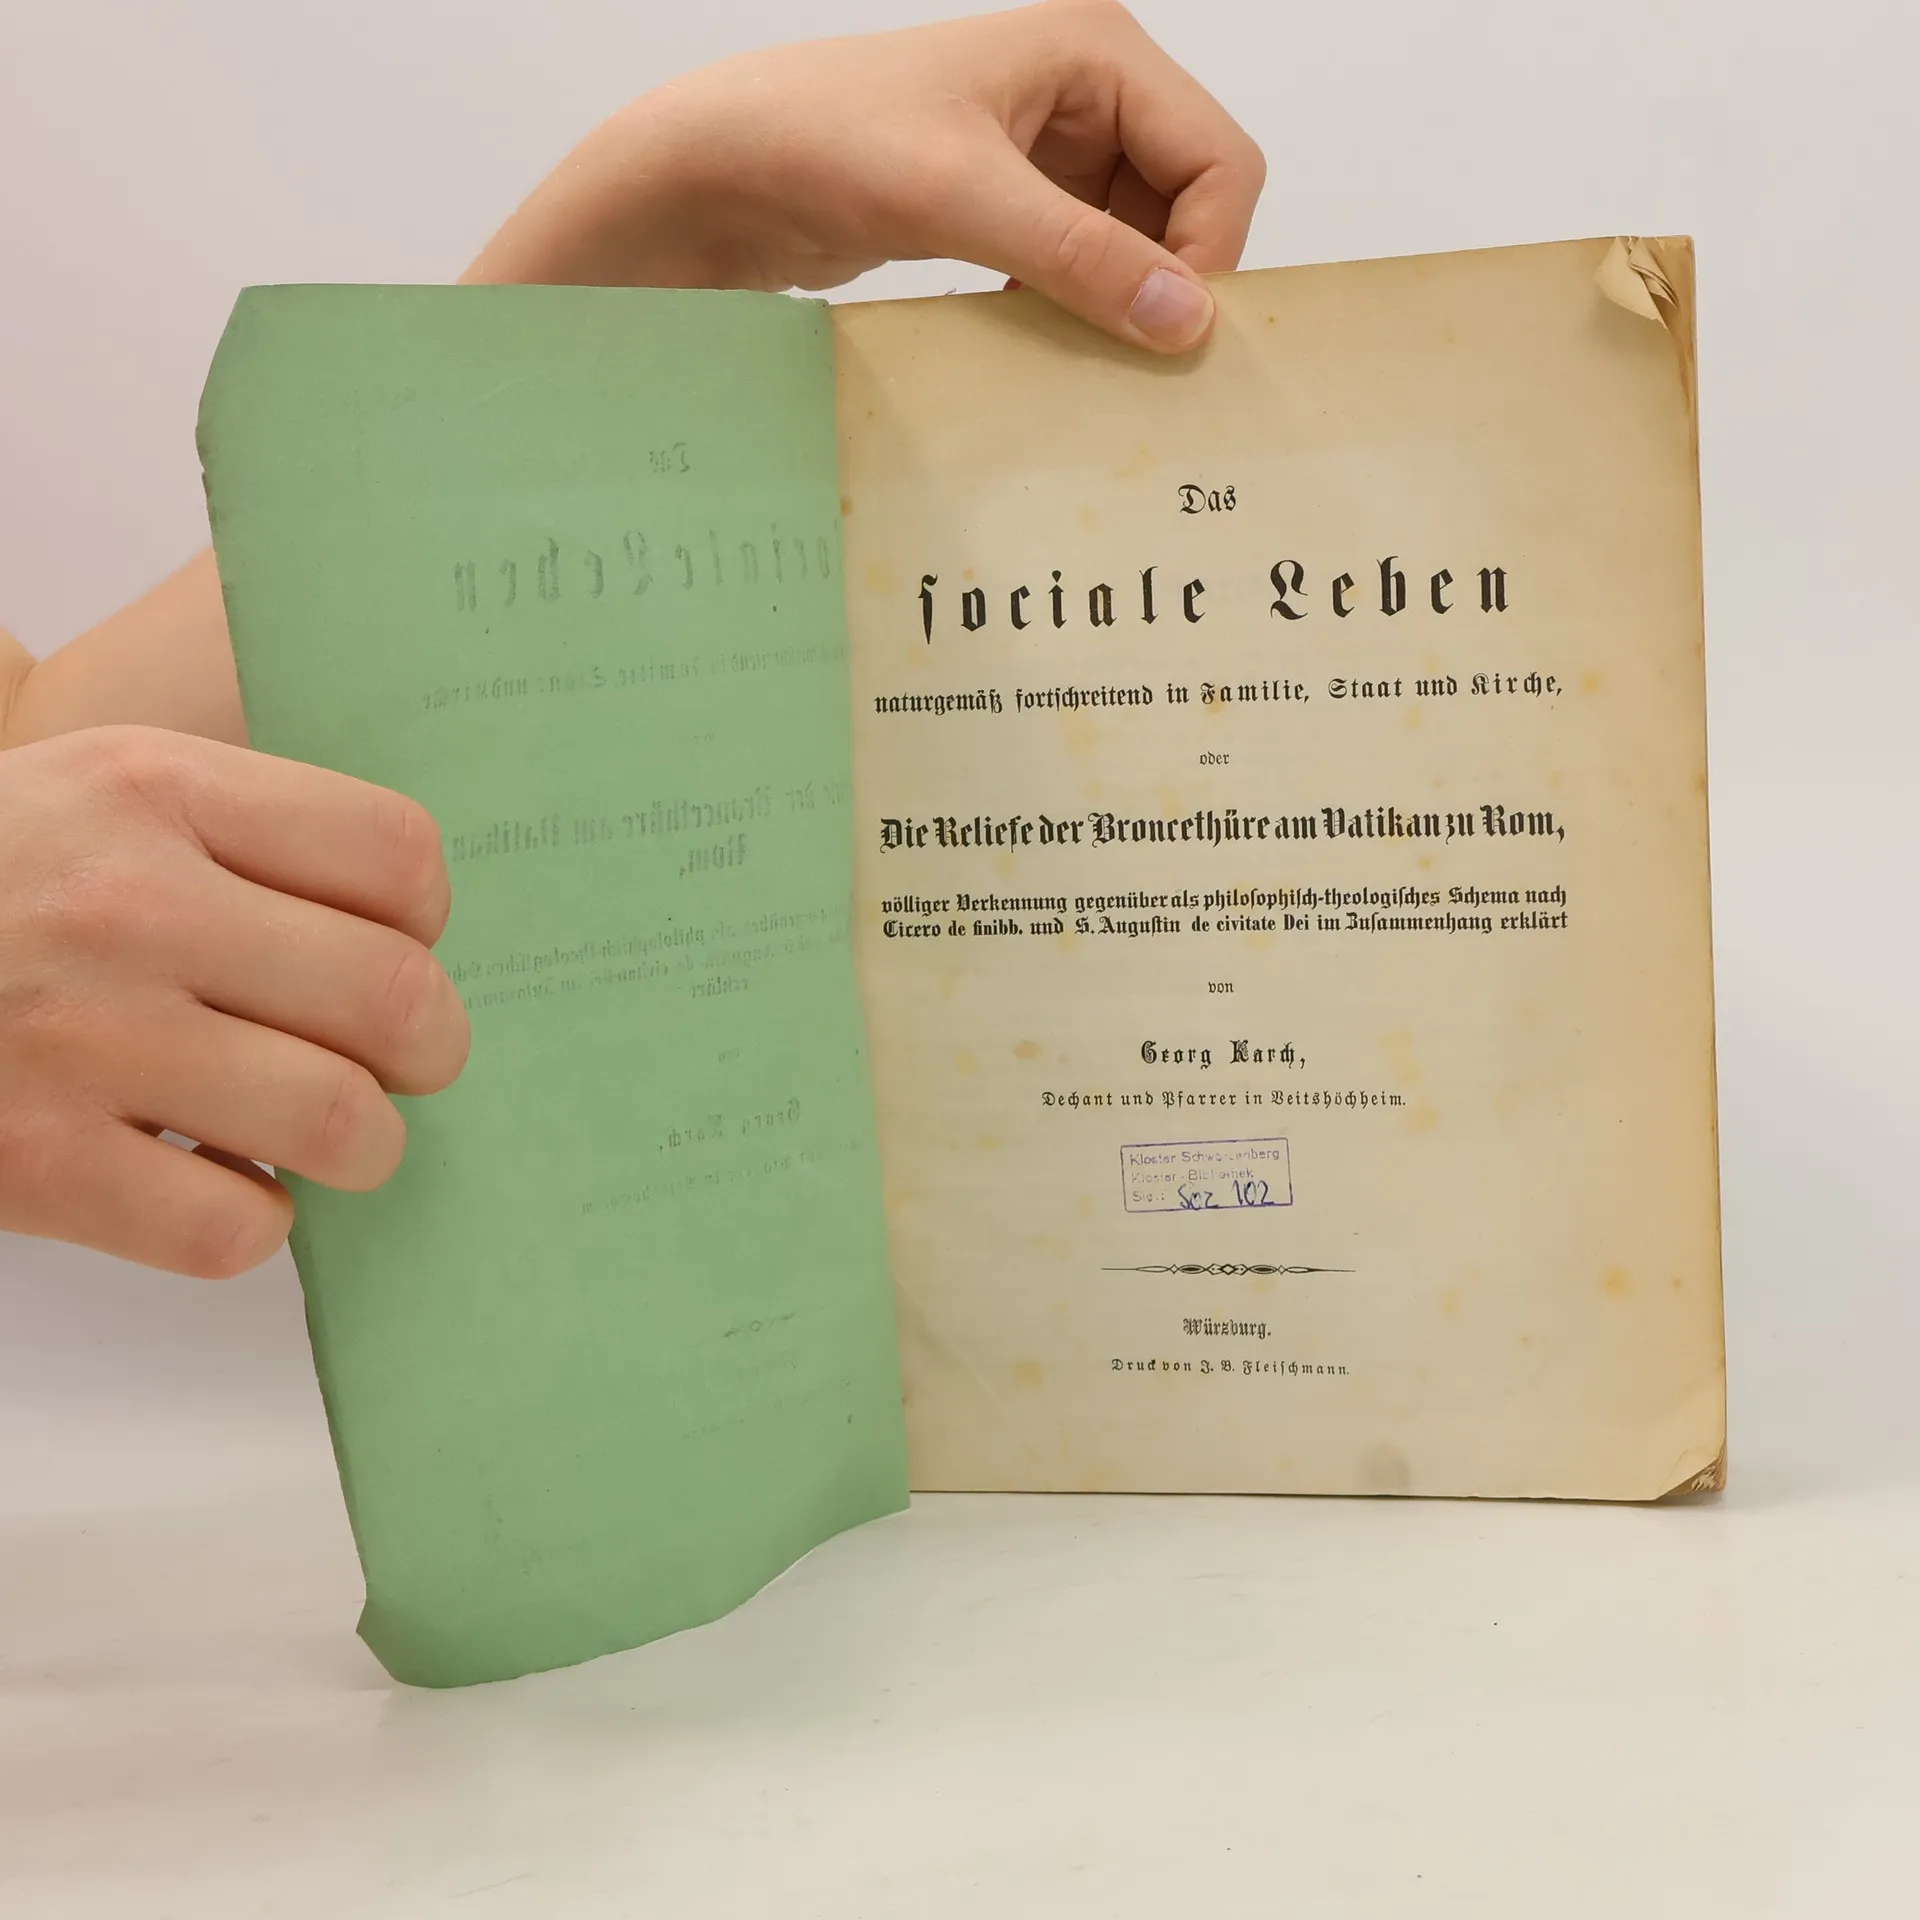 Das
sociale Leben
naturgemäß fortschreitend in Familie, Staat und Kirche,
oder
Die Reliefe der Broncethüre am Vatikan zu Rom,
völliger Verkennung gegenüber als philosophisch-theologisches Schema nach
Cicero de finibb. und S. Augustin de civitate Dei im Zusammenhang erklärt
von
Georg Karch,
Dechant und Pfarrer in Veitshöchheim.
Kloster Schwarzenberg
Kloster-Bibliothek
Sig.: Soz 102
Würzburg.
Druck von J. B. Fleischmann.